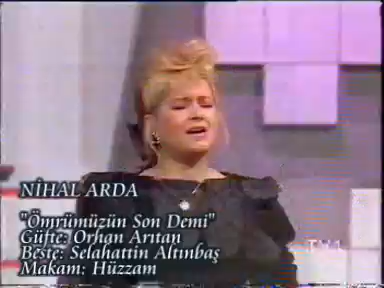 NİHAL ARDA
"Ömrümüzün Son Demi"
Güfte: Orhan Arıtan
Beste: Selahattin Altınbaş
Makam: Hüzzam